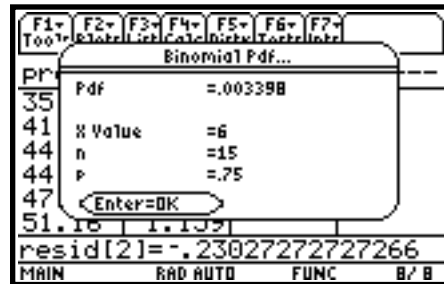 F1 F2 F3 F4 F5 F6 F7
Binomial Pdf...
Pdf =.003398
35
41 X Value =6
44 n =15
44 P =.75
47 Enter=OK
51.16 1.139
resid[2]=-.23027272727266
MAIN RAD AUTO FUNC 8/8